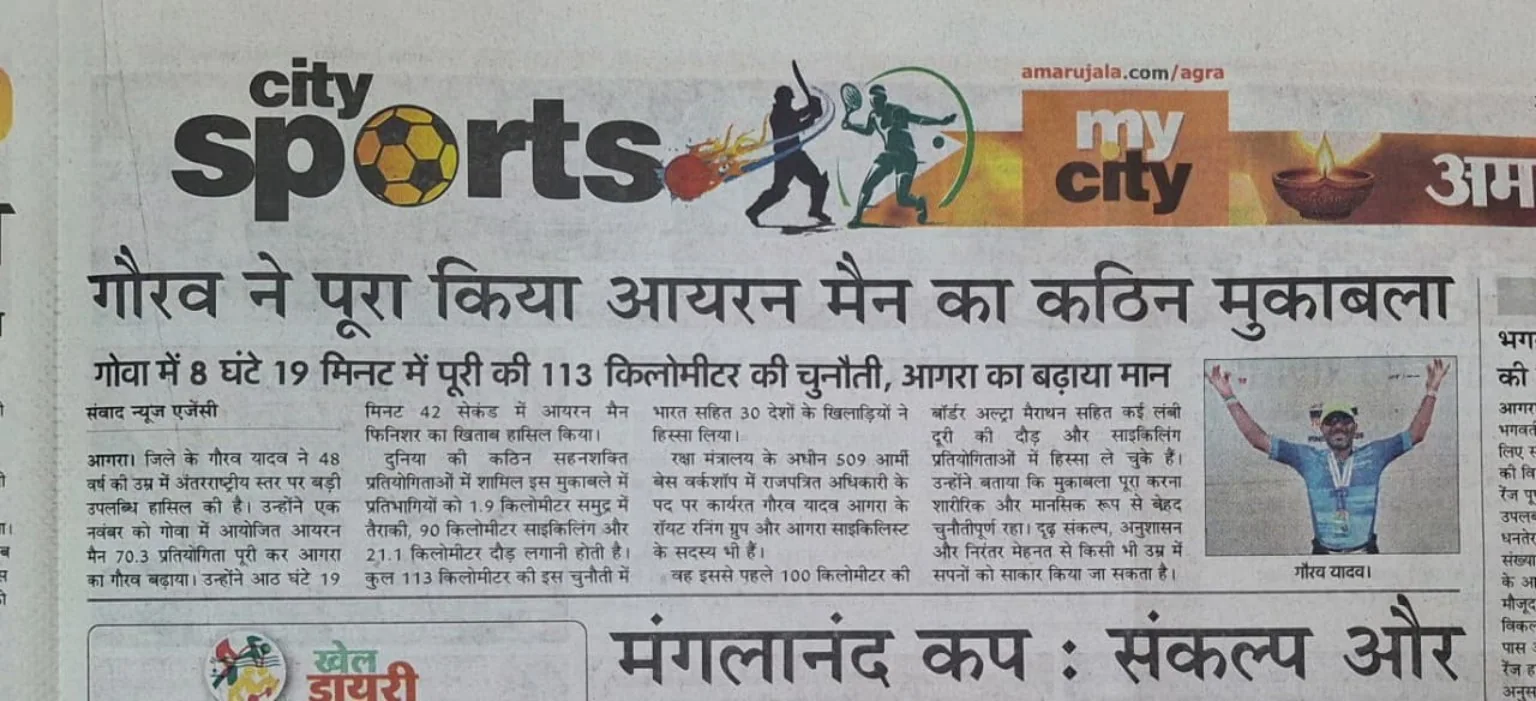 city
sports
amarujala.com/agra
my
city
गौरव ने पूरा किया आयरन मैन का कठिन मुकाबला
गोवा में 8 घंटे 19 मिनट में पूरी की 113 किलोमीटर की चुनौती, आगरा का बढ़ाया मान
संवाद न्यूज एजेंसी
आगरा। जिले के गौरव यादव ने 48
वर्ष की उम्र में अंतरराष्ट्रीय स्तर पर बड़ी
उपलब्धि हासिल की है। उन्होंने एक
नवंबर को गोवा में आयोजित आयरन
मैन 70.3 प्रतियोगिता पूरी कर आगरा
का गौरव बढ़ाया। उन्होंने आठ घंटे 19
मिनट 42 सेकंड में आयरन मैन
फिनिशर का खिताब हासिल किया।
दुनिया की कठिन सहनशक्ति
प्रतियोगिताओं में शामिल इस मुकाबले में
प्रतिभागियों को 1.9 किलोमीटर समुद्र में
तैराकी, 90 किलोमीटर साइकिलिंग और
21.1 किलोमीटर दौड़ लगानी होती है।
कुल 113 किलोमीटर की इस चुनौती में
भारत सहित 30 देशों के खिलाड़ियों ने
हिस्सा लिया।
रक्षा मंत्रालय के अधीन 509 आर्मी
बेस वर्कशॉप में राजपत्रित अधिकारी के
पद पर कार्यरत गौरव यादव आगरा के
रॉयट रनिंग ग्रुप और आगरा साइकिलिस्ट
के सदस्य भी हैं।
वह इससे पहले 100 किलोमीटर की
बॉर्डर अल्ट्रा मैराथन सहित कई लंबी
दूरी की दौड़ और साइकिलिंग
प्रतियोगिताओं में हिस्सा ले चुके हैं।
उन्होंने बताया कि मुकाबला पूरा करना
शारीरिक और मानसिक रूप से बेहद
चुनौतीपूर्ण रहा। दृढ़ संकल्प, अनुशासन
और निरंतर मेहनत से किसी भी उम्र में
सपनों को साकार किया जा सकता है।
गौरव यादव।
खेल
डायरी
मंगलानंद कप : संकल्प और
की
आगरा